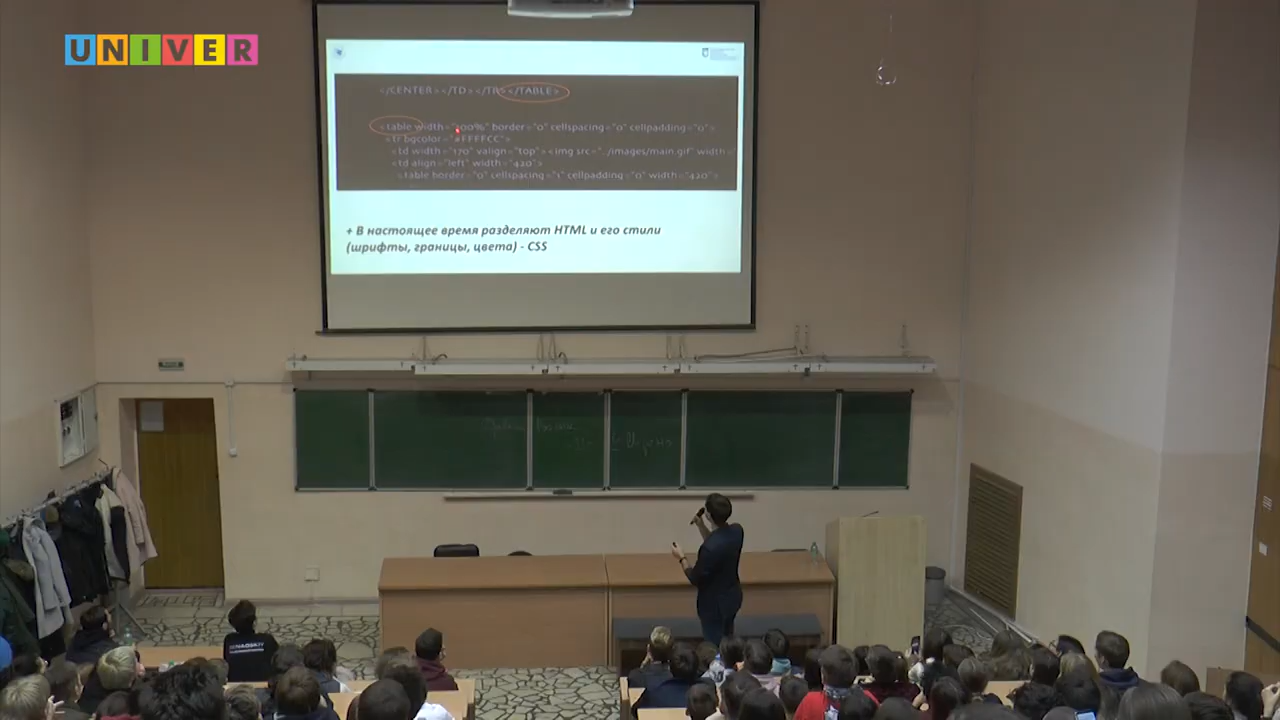 UNIVER
</CENTER></TD></TR></TABLE>
<table width="100%" border="0" cellspacing="0" cellpadding="0">
<tr bgcolor="#FFFFCC">
<td width="170" valign="top"><img src="../images/main.gif" width="
<td align="left" width="420">
<table border="0" cellspacing="1" cellpadding="0" width="420">
+ В настоящее время разделяют HTML и его стили
(шрифты, границы, цвета) - CSS